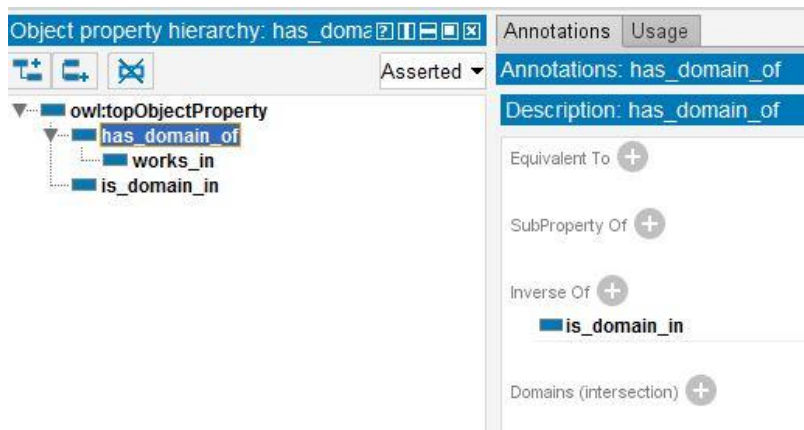 Object property hierarchy: has_doma
Asserted
owl:topObjectProperty
has_domain_of
works_in
is_domain_in
Annotations Usage
Annotations: has_domain_of
Description: has_domain_of
Equivalent To
SubProperty Of
Inverse Of
is_domain_in
Domains (intersection)